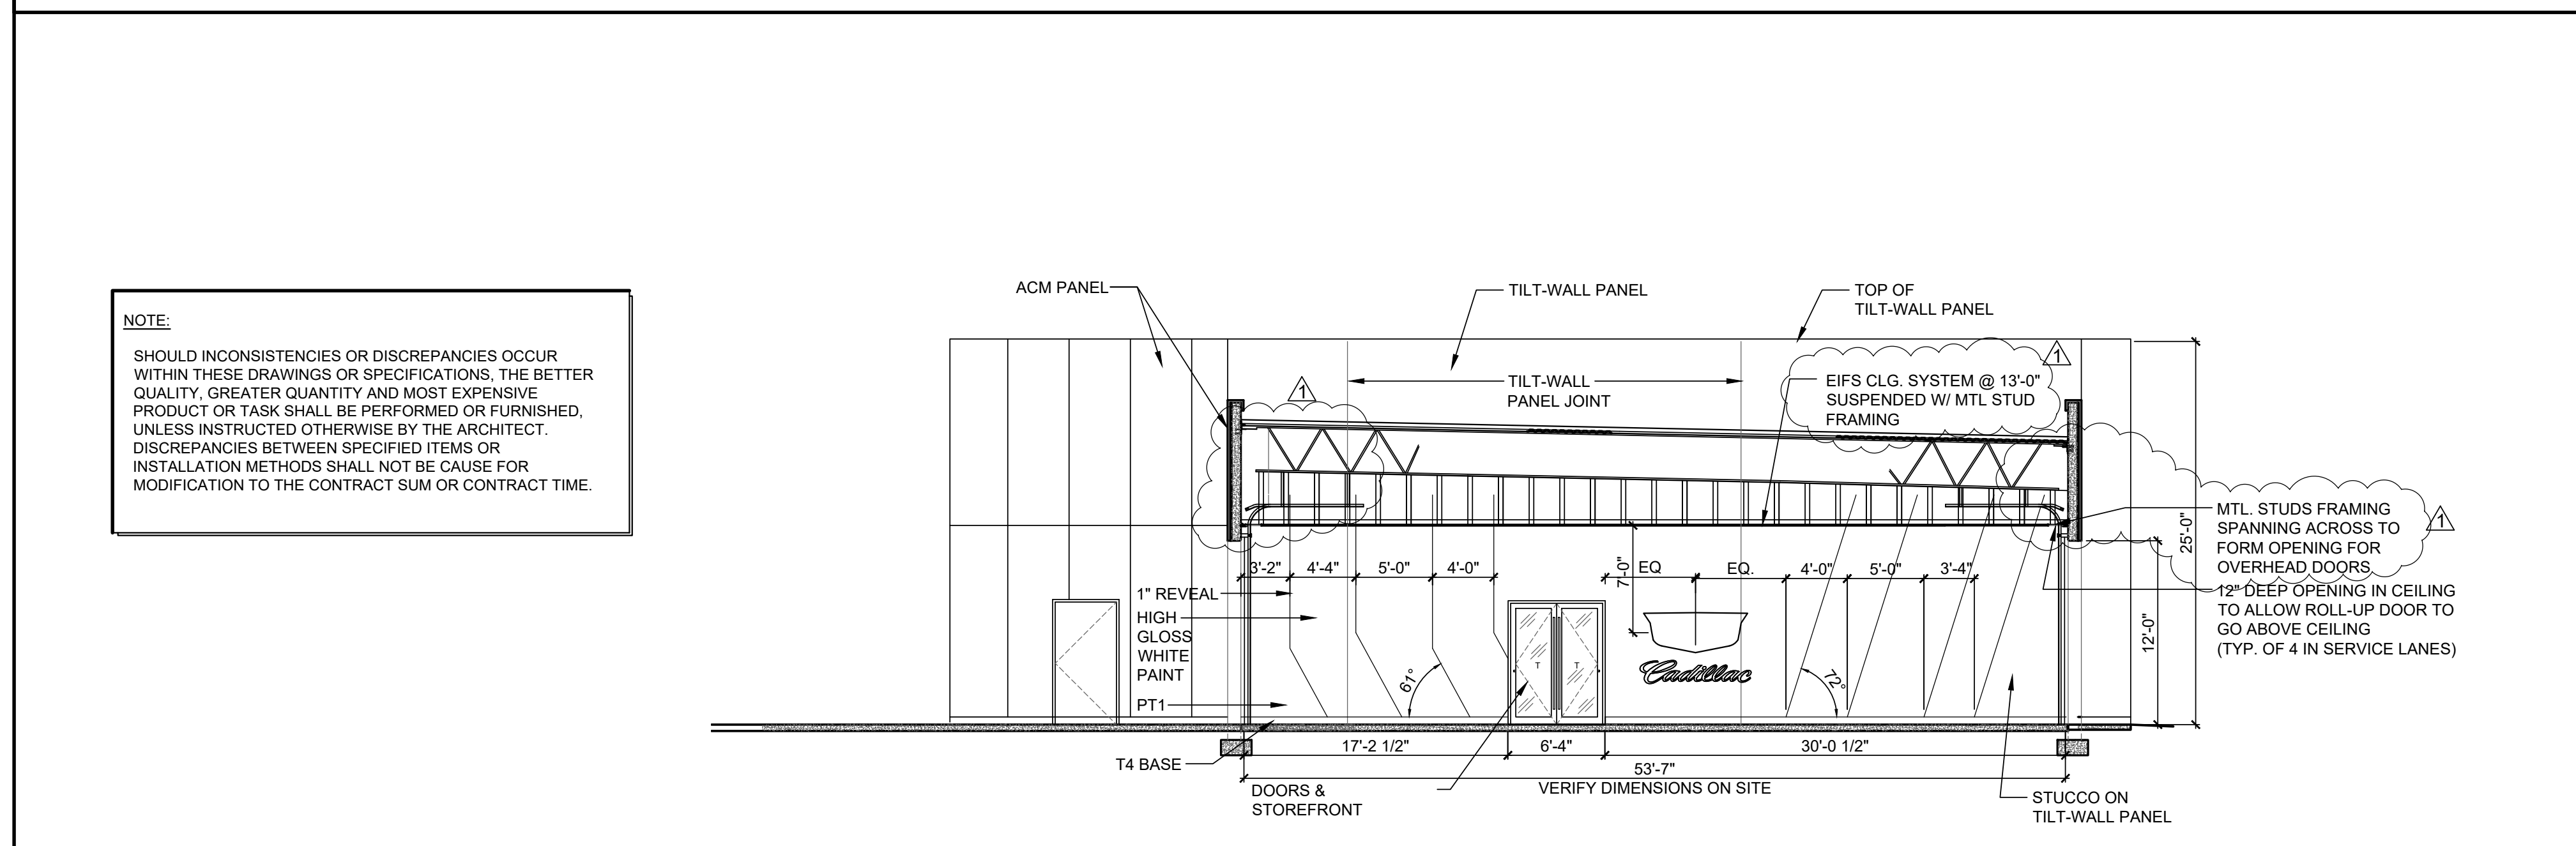 NOTE:
SHOULD INCONSISTENCIES OR DISCREPANCIES OCCUR
WITHIN THESE DRAWINGS OR SPECIFICATIONS, THE BETTER
QUALITY, GREATER QUANTITY AND MOST EXPENSIVE
PRODUCT OR TASK SHALL BE PERFORMED OR FURNISHED,
UNLESS INSTRUCTED OTHERWISE BY THE ARCHITECT.
DISCREPANCIES BETWEEN SPECIFIED ITEMS OR
INSTALLATION METHODS SHALL NOT BE CAUSE FOR
MODIFICATION TO THE CONTRACT SUM OR CONTRACT TIME.
ACM PANEL
TILT-WALL PANEL
TOP OF
TILT-WALL PANEL
1
1
TILT-WALL
PANEL JOINT
EIFS CLG. SYSTEM @ 13'-0"
SUSPENDED W/ MTL STUD
FRAMING
MTL. STUDS FRAMING
SPANNING ACROSS TO
FORM OPENING FOR
OVERHEAD DOORS
1
12" DEEP OPENING IN CEILING
TO ALLOW ROLL-UP DOOR TO
GO ABOVE CEILING
(TYP. OF 4 IN SERVICE LANES)
25'-0"
12'-0"
3'-2"
4'-4"
5'-0"
4'-0"
7'-0"
EQ
EQ.
4'-0"
5'-0"
3'-4"
1" REVEAL
HIGH
GLOSS
WHITE
PAINT
PT1
61°
T
T
Cadillac
72°
T4 BASE
17'-2 1/2"
6'-4"
30'-0 1/2"
53'-7"
VERIFY DIMENSIONS ON SITE
DOORS &
STOREFRONT
STUCCO ON
TILT-WALL PANEL